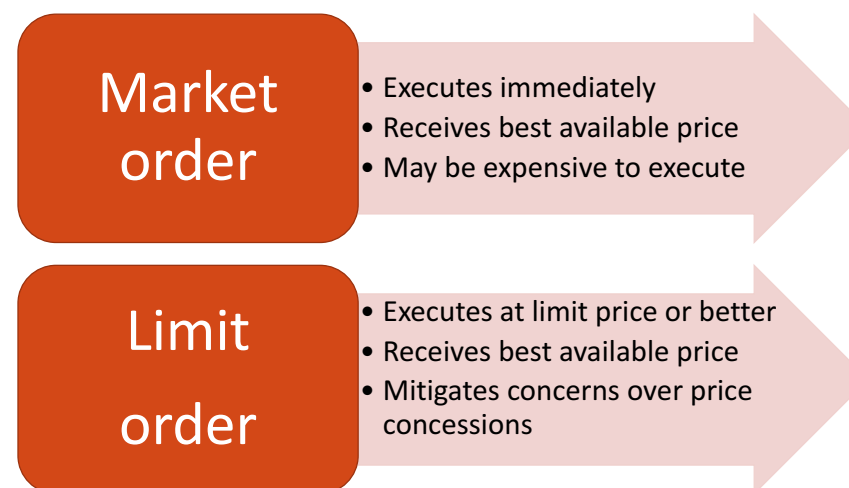 Market
order
• Executes immediately
• Receives best available price
• May be expensive to execute
Limit
order
• Executes at limit price or better
• Receives best available price
• Mitigates concerns over price
concessions